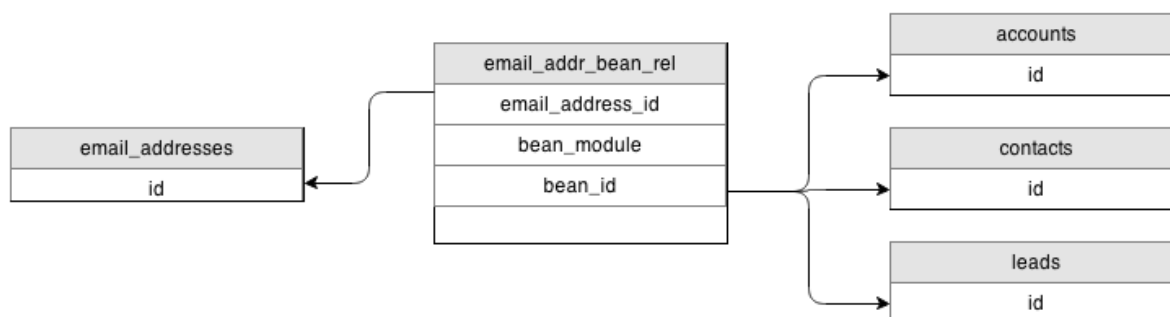 email_addresses
id
email_addr_bean_rel
email_address_id
bean_module
bean_id
accounts
id
contacts
id
leads
id